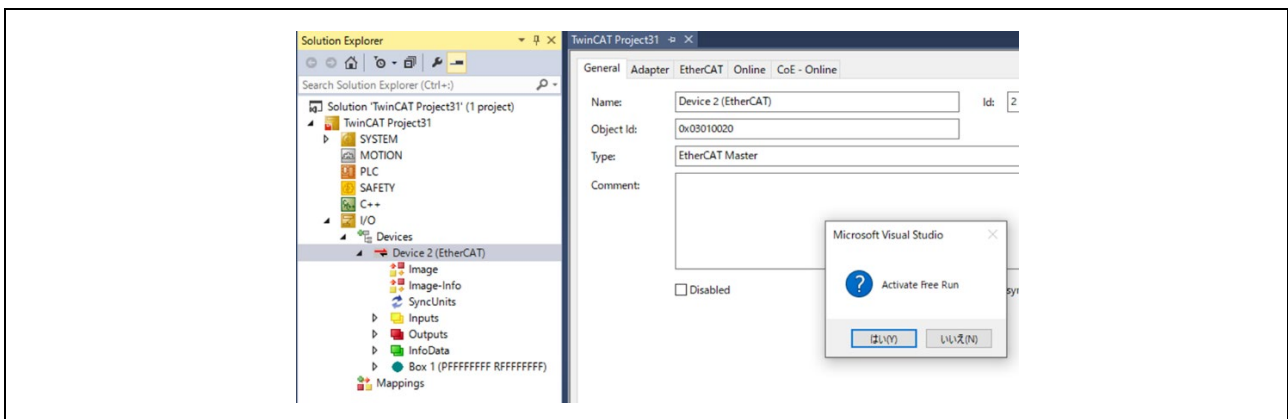 Solution Explorer
Search Solution Explorer (Ctrl+:)
Solution 'TwinCAT Project31' (1 project)
TwinCAT Project31
SYSTEM
MOTION
PLC
SAFETY
C++
I/O
Devices
Device 2 (EtherCAT)
Image
Image-Info
SyncUnits
Inputs
Outputs
InfoData
Box 1 (PFFFFFFFF RFFFFFFFF)
Mappings
TwinCAT Project31
General Adapter EtherCAT Online CoE - Online
Name: Device 2 (EtherCAT) Id: 2
Object Id: 0x03010020
Type: EtherCAT Master
Comment:
Disabled
Microsoft Visual Studio
Activate Free Run
はい(Y) いいえ(N)